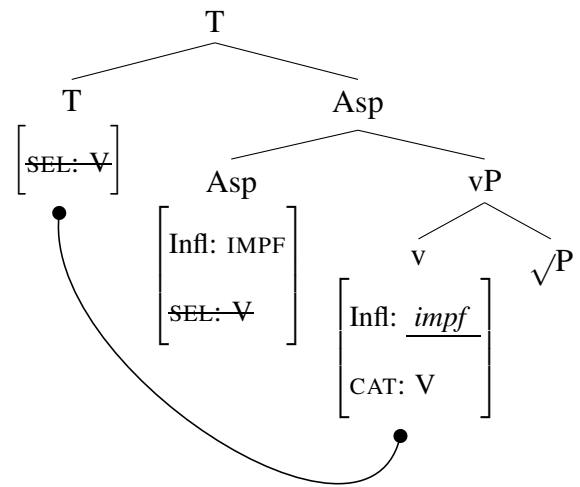 T
T Asp
SEL: V
Asp vP
Infl: IMPF
SEL: V
v √P
Infl: impf
CAT: V